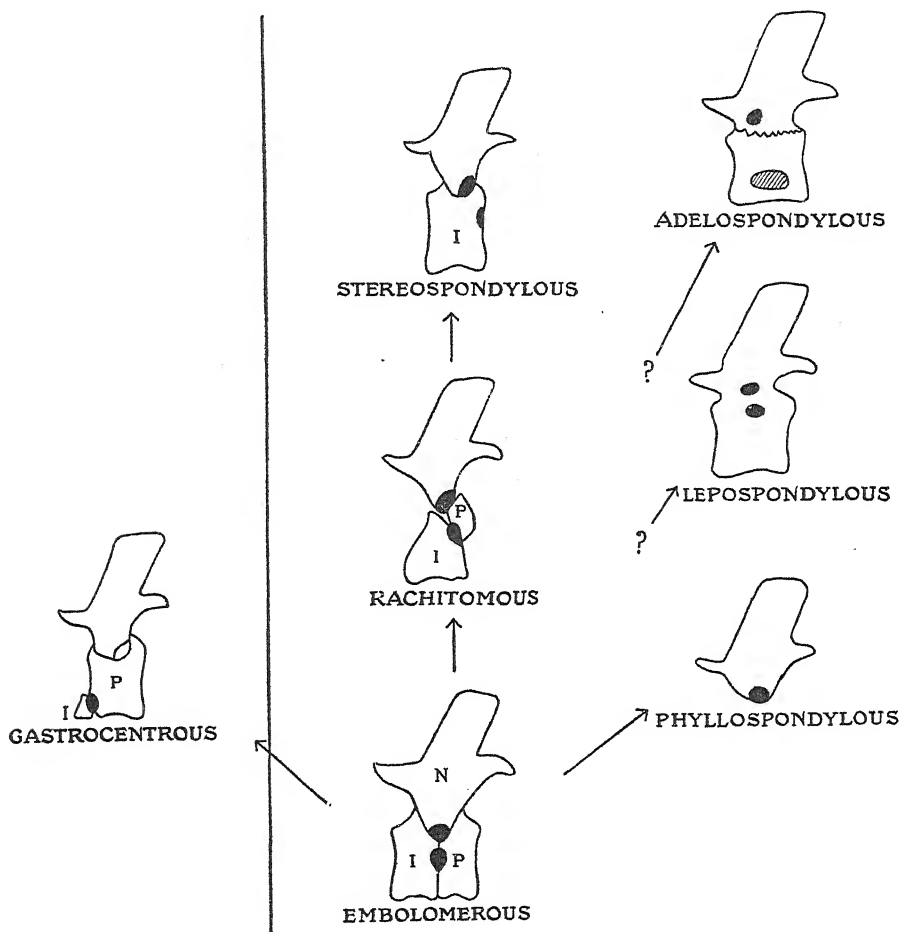 ADELOSPONDYLOUS
I
STEREOSPONDYLOUS
?
LEPOSPONDYLOUS
P
I
RACHITOMOUS
?
P
I
GASTROCENTROUS
PHYLLOSPONDYLOUS
N
I P
EMBOLOMEROUS